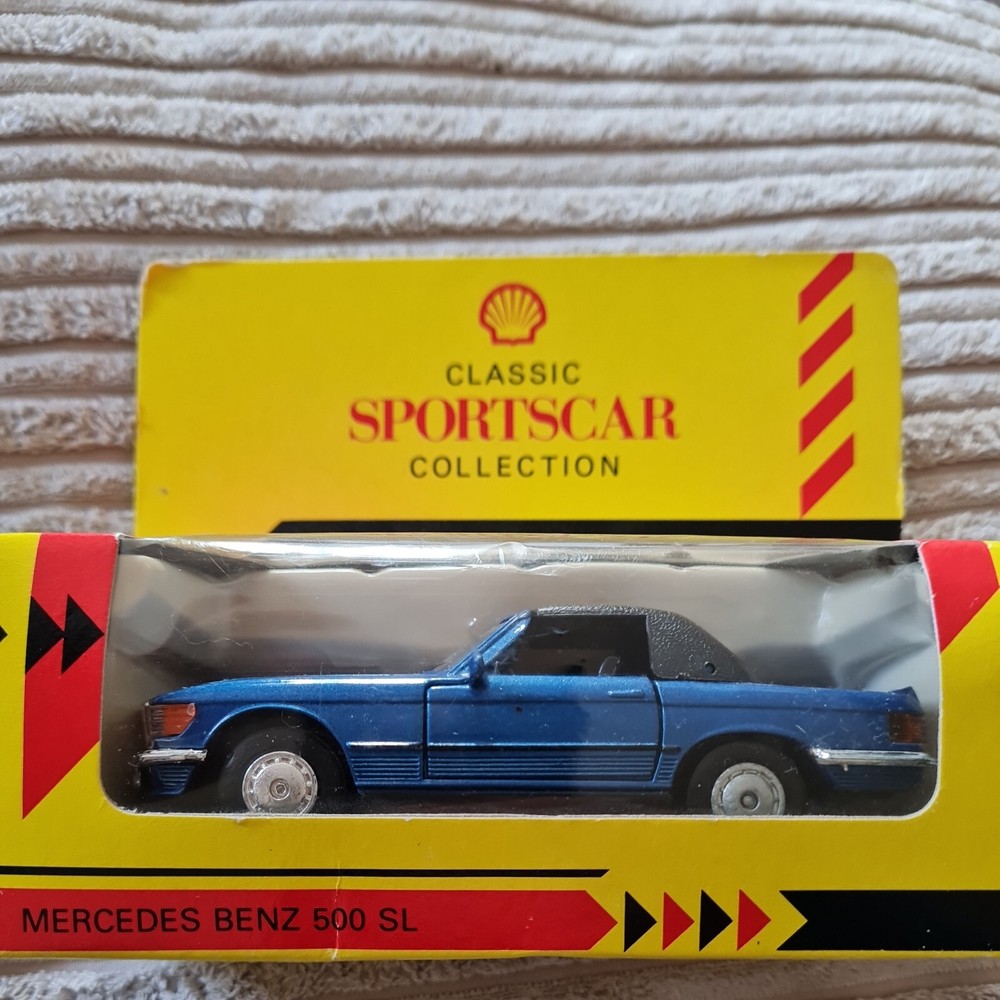 CLASSIC
SPORTSCAR
COLLECTION
MERCEDES BENZ 500 SL